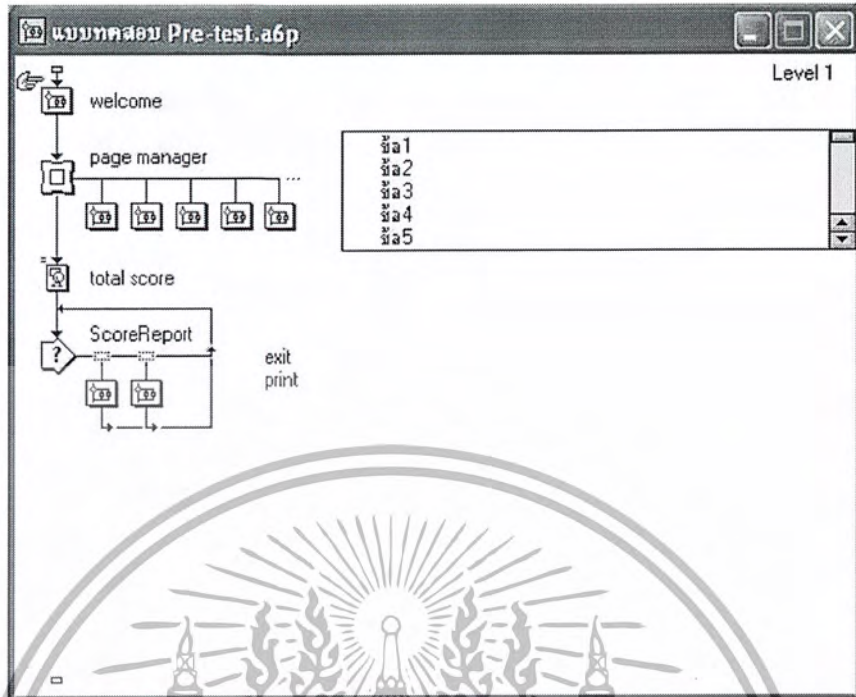 แบบทดสอบ Pre-test.a6p
Level 1
welcome
page manager
ข้อ1
ข้อ2
ข้อ3
ข้อ4
ข้อ5
total score
ScoreReport
exit
print